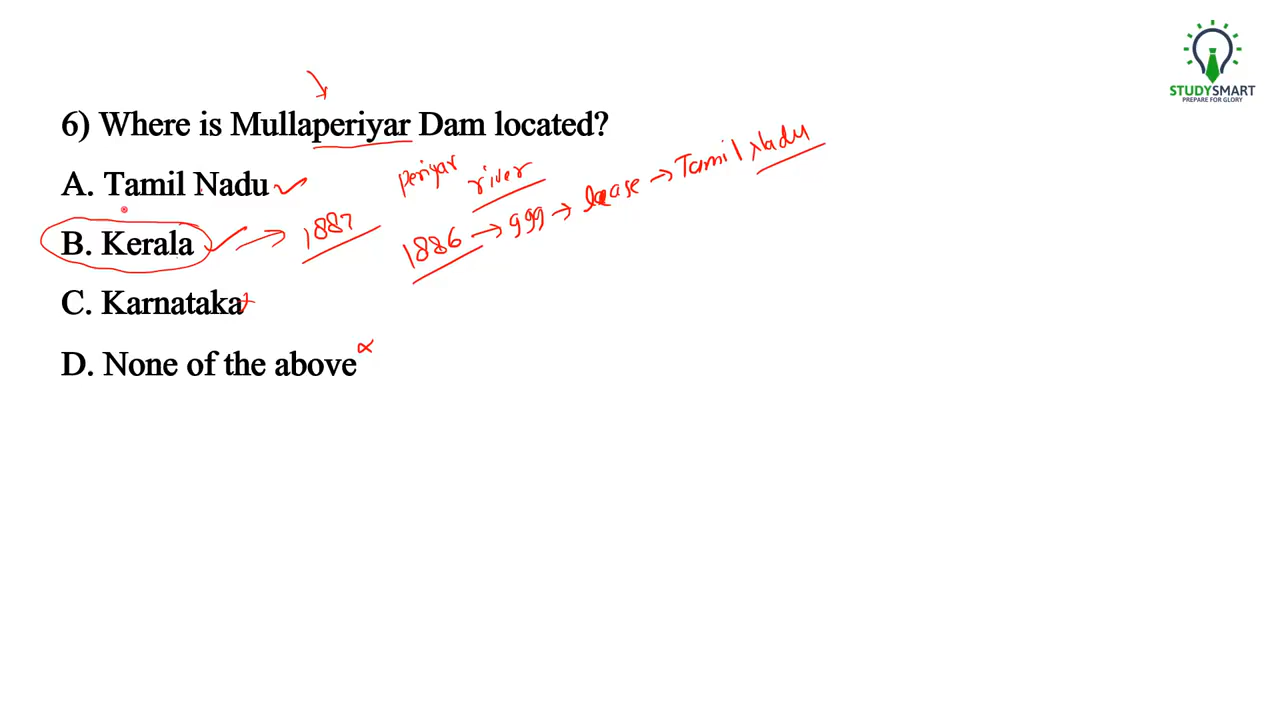 STUDYSMART
PREPARE FOR GLORY
6) Where is Mullaperiyar Dam located?
periyar river
A. Tamil Nadu
1886 → 999 → lease → Tamil Nadu
B. Kerala → 1887
C. Karnataka
D. None of the above